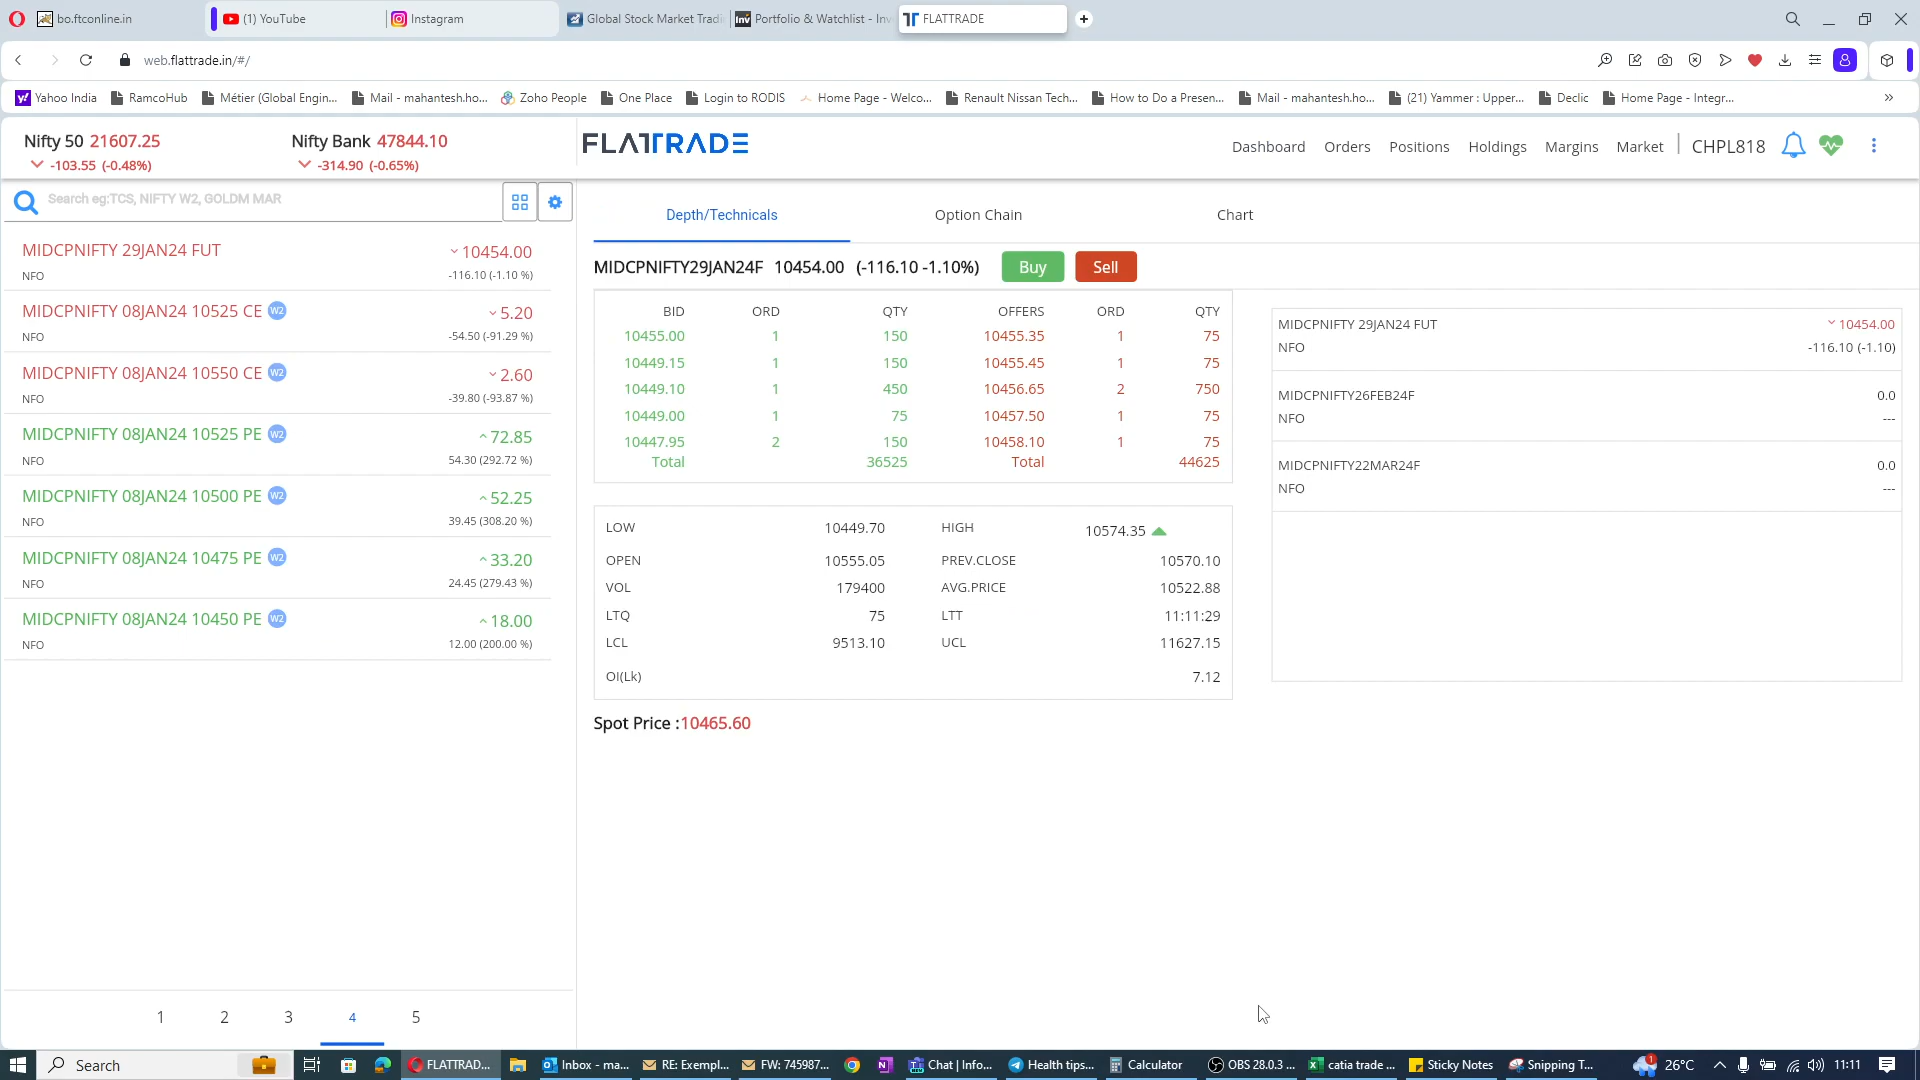 bo.ftconline.in
(1) YouTube
Instagram
Global Stock Market Tradi
Portfolio & Watchlist - Inv
FLATTRADE
web.flattrade.in/#/
Yahoo India
RamcoHub
Métier (Global Engin...
Mail - mahantesh.ho...
Zoho People
One Place
Login to RODIS
Home Page - Welco...
Renault Nissan Tech...
How to Do a Presen...
Mail - mahantesh.ho...
(21) Yammer : Upper...
Declic
Home Page - Integr...
Nifty 50 21607.25
-103.55 (-0.48%)
Nifty Bank 47844.10
-314.90 (-0.65%)
FLATTRADE
Dashboard
Orders
Positions
Holdings
Margins
Market
CHPL818
Search eg:TCS, NIFTY W2, GOLDM MAR
MIDCPNIFTY 29JAN24 FUT 10454.00
NFO -116.10 (-1.10 %)
MIDCPNIFTY 08JAN24 10525 CE W2 5.20
NFO -54.50 (-91.29 %)
MIDCPNIFTY 08JAN24 10550 CE W2 2.60
NFO -39.80 (-93.87 %)
MIDCPNIFTY 08JAN24 10525 PE W2 72.85
NFO 54.30 (292.72 %)
MIDCPNIFTY 08JAN24 10500 PE W2 52.25
NFO 39.45 (308.20 %)
MIDCPNIFTY 08JAN24 10475 PE W2 33.20
NFO 24.45 (279.43 %)
MIDCPNIFTY 08JAN24 10450 PE W2 18.00
NFO 12.00 (200.00 %)
1 2 3 4 5
Depth/Technicals
Option Chain
Chart
MIDCPNIFTY29JAN24F 10454.00 (-116.10 -1.10%) Buy Sell
BID ORD QTY OFFERS ORD QTY
10455.00 1 150 10455.35 1 75
10449.15 1 150 10455.45 1 75
10449.10 1 450 10456.65 2 750
10449.00 1 75 10457.50 1 75
10447.95 2 150 10458.10 1 75
Total 36525 Total 44625
LOW 10449.70 HIGH 10574.35
OPEN 10555.05 PREV.CLOSE 10570.10
VOL 179400 AVG.PRICE 10522.88
LTQ 75 LTT 11:11:29
LCL 9513.10 UCL 11627.15
OI(Lk) 7.12
Spot Price :10465.60
MIDCPNIFTY 29JAN24 FUT 10454.00
NFO -116.10 (-1.10)
MIDCPNIFTY26FEB24F 0.0
NFO ---
MIDCPNIFTY22MAR24F 0.0
NFO ---
Search
FLATTRAD...
Inbox - ma...
RE: Exempl...
FW: 745987...
Chat | Info...
Health tips...
Calculator
OBS 28.0.3 ...
catia trade ...
Sticky Notes
Snipping T...
1
26°C
11:11